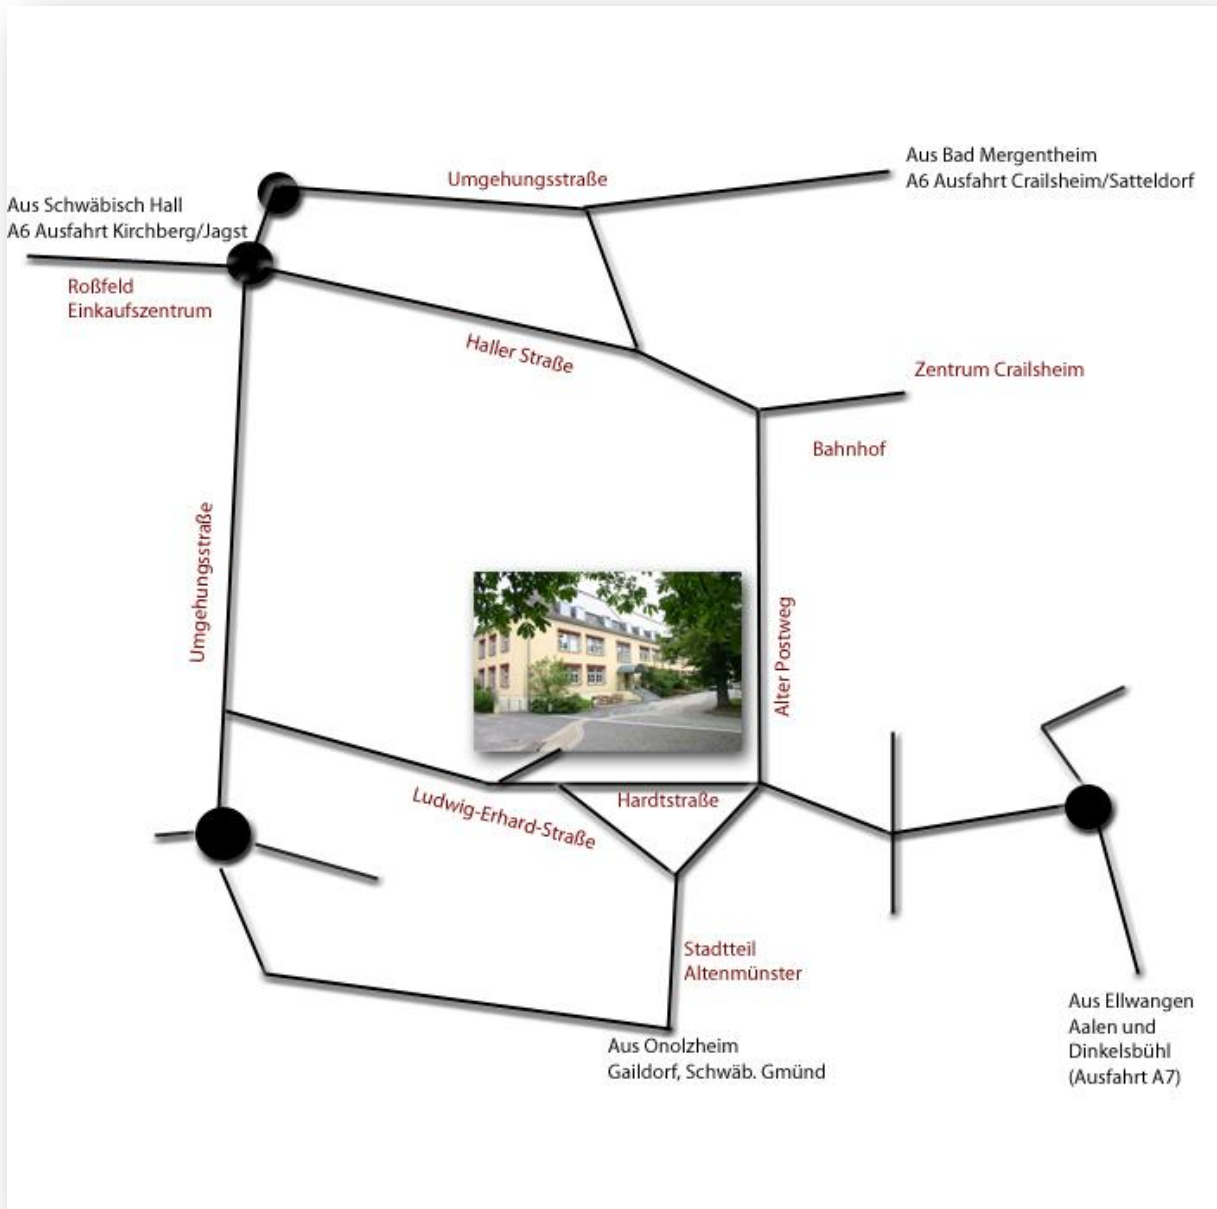 Aus Bad Mergentheim
A6 Ausfahrt Crailsheim/Satteldorf
Umgehungsstraße
Aus Schwäbisch Hall
A6 Ausfahrt Kirchberg/Jagst
Roßfeld
Einkaufszentrum
Haller Straße
Zentrum Crailsheim
Bahnhof
Umgehungsstraße
Alter Postweg
Ludwig-Erhard-Straße
Hardtstraße
Stadtteil
Altenmünster
Aus Onolzheim
Gaildorf, Schwäb. Gmünd
Aus Ellwangen
Aalen und
Dinkelsbühl
(Ausfahrt A7)